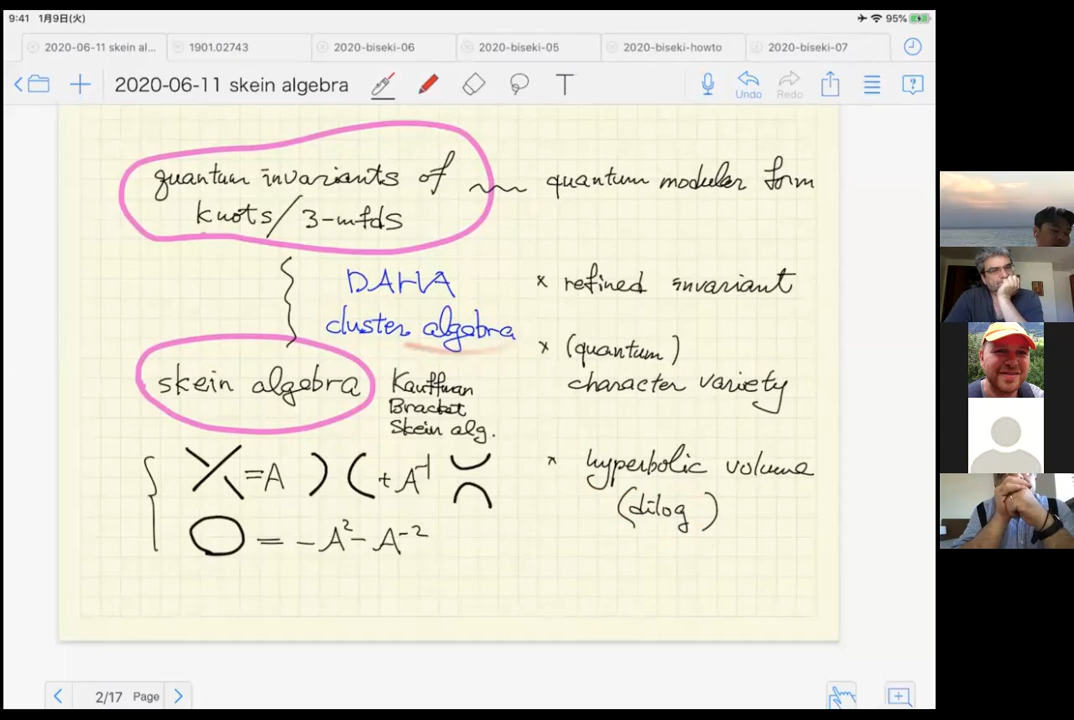 9:41 1月9日(火)
95%
2020-06-11 skein al...
1901.02743
2020-biseki-06
2020-biseki-05
2020-biseki-howto
2020-biseki-07
2020-06-11 skein algebra
T
Undo
Redo
quantum invariants of
knots/3-mfds
quantum modular form
DAHA
cluster algebra
× refined invariant
× (quantum)
character variety
skein algebra
Kauffman
Bracket
Skein alg.
= A ) ( + A⁻¹
× hyperbolic volume
(dilog)
= -A²-A⁻²
2/17 Page